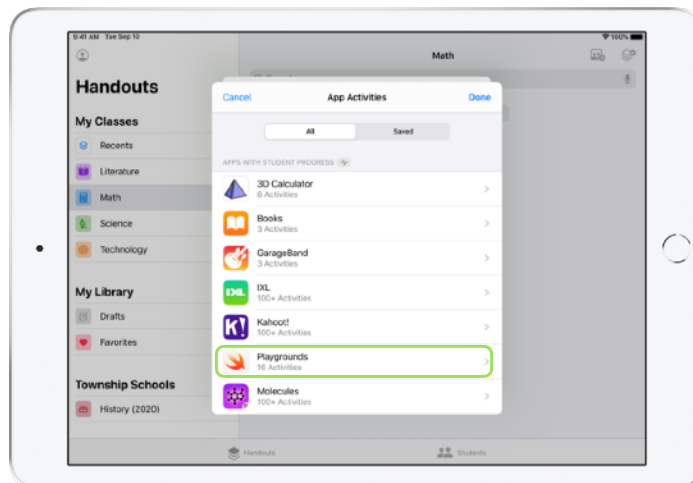 9:41 AM Tue Sep 10
100%
Math
Handouts
My Classes
Recents
Literature
Math
Science
Technology
My Library
Drafts
Favorites
Township Schools
History (2020)
Cancel
App Activities
Done
All
Saved
APPS WITH STUDENT PROGRESS
3D Calculator
6 Activities
Books
3 Activities
GarageBand
3 Activities
IXL
IXL
100+ Activities
K!
Kahoot!
100+ Activities
Playgrounds
16 Activities
Molecules
100+ Activities
Handouts
Students